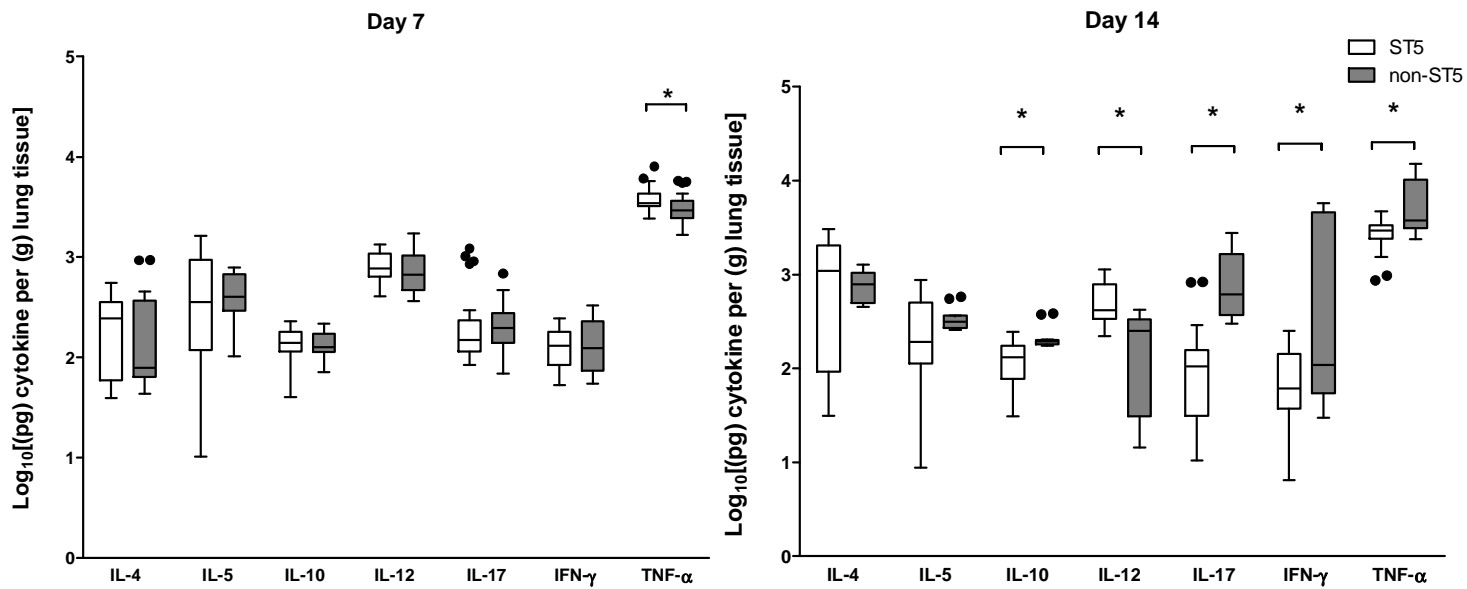 Day 7
Log10[(pg) cytokine per (g) lung tissue]
5
4
3
2
1
0
*
IL-4 IL-5 IL-10 IL-12 IL-17 IFN-γ TNF-α
Day 14
ST5
non-ST5
Log10[(pg) cytokine per (g) lung tissue]
5
4
3
2
1
0
* * * * *
IL-4 IL-5 IL-10 IL-12 IL-17 IFN-γ TNF-α